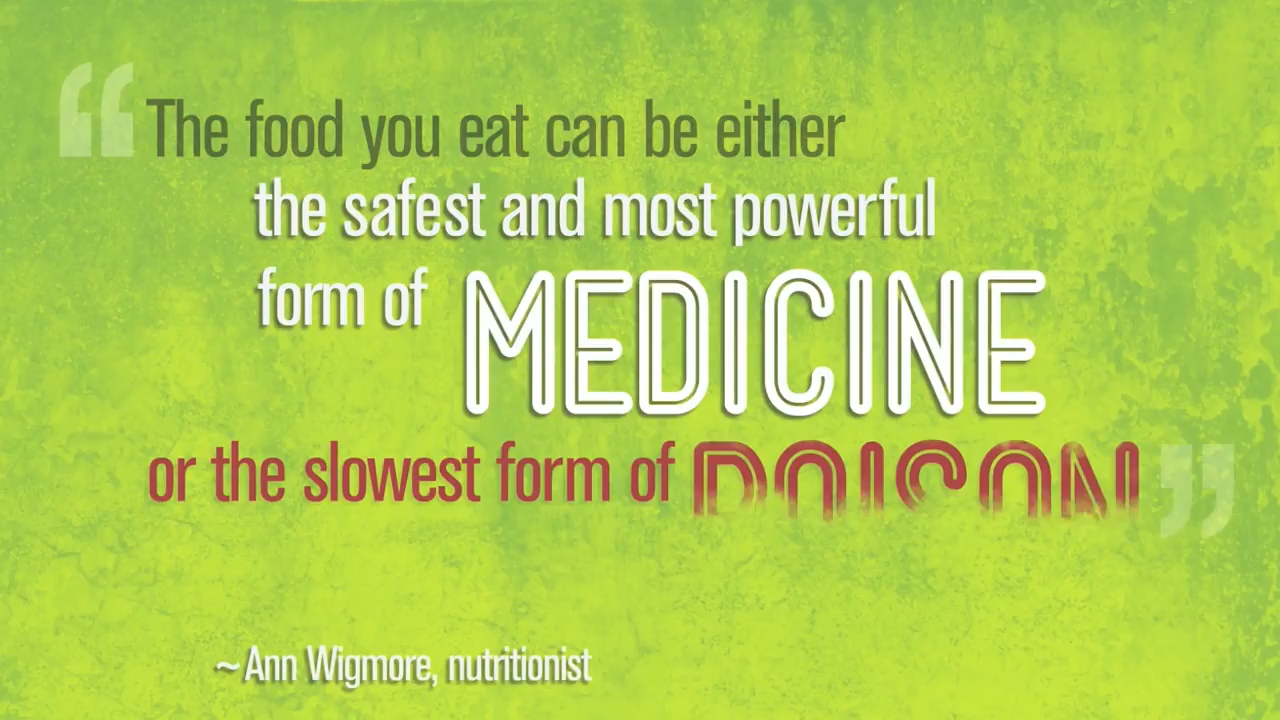 “The food you eat can be either
the safest and most powerful
form of MEDICINE
or the slowest form of POISON”
~Ann Wigmore, nutritionist